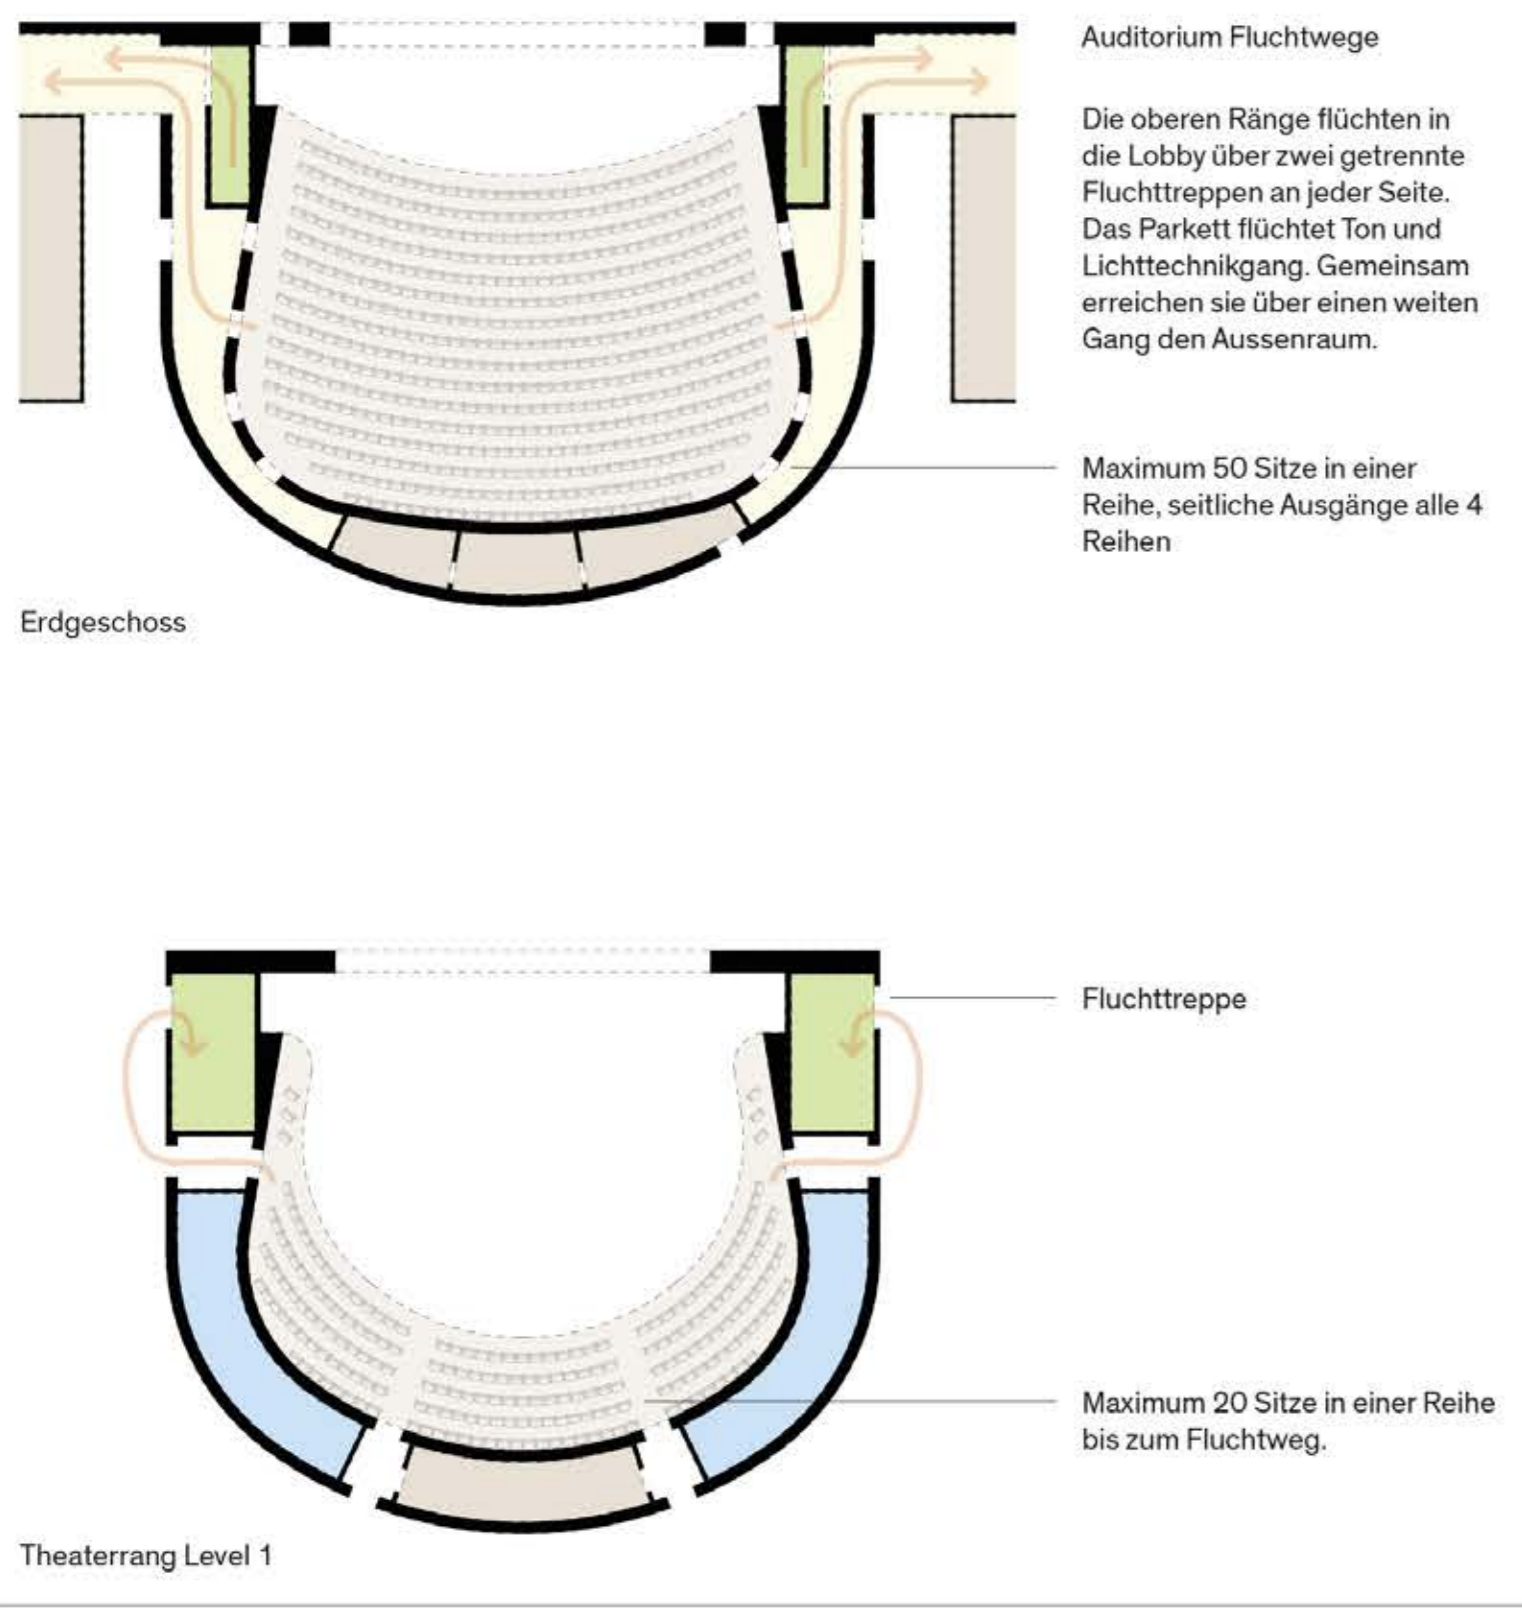 Auditorium Fluchtwege
Die oberen Ränge flüchten in
die Lobby über zwei getrennte
Fluchttreppen an jeder Seite.
Das Parkett flüchtet Ton und
Lichttechnikgang. Gemeinsam
erreichen sie über einen weiten
Gang den Aussenraum.
Maximum 50 Sitze in einer
Reihe, seitliche Ausgänge alle 4
Reihen
Erdgeschoss
Fluchttreppe
Maximum 20 Sitze in einer Reihe
bis zum Fluchtweg.
Theaterrang Level 1